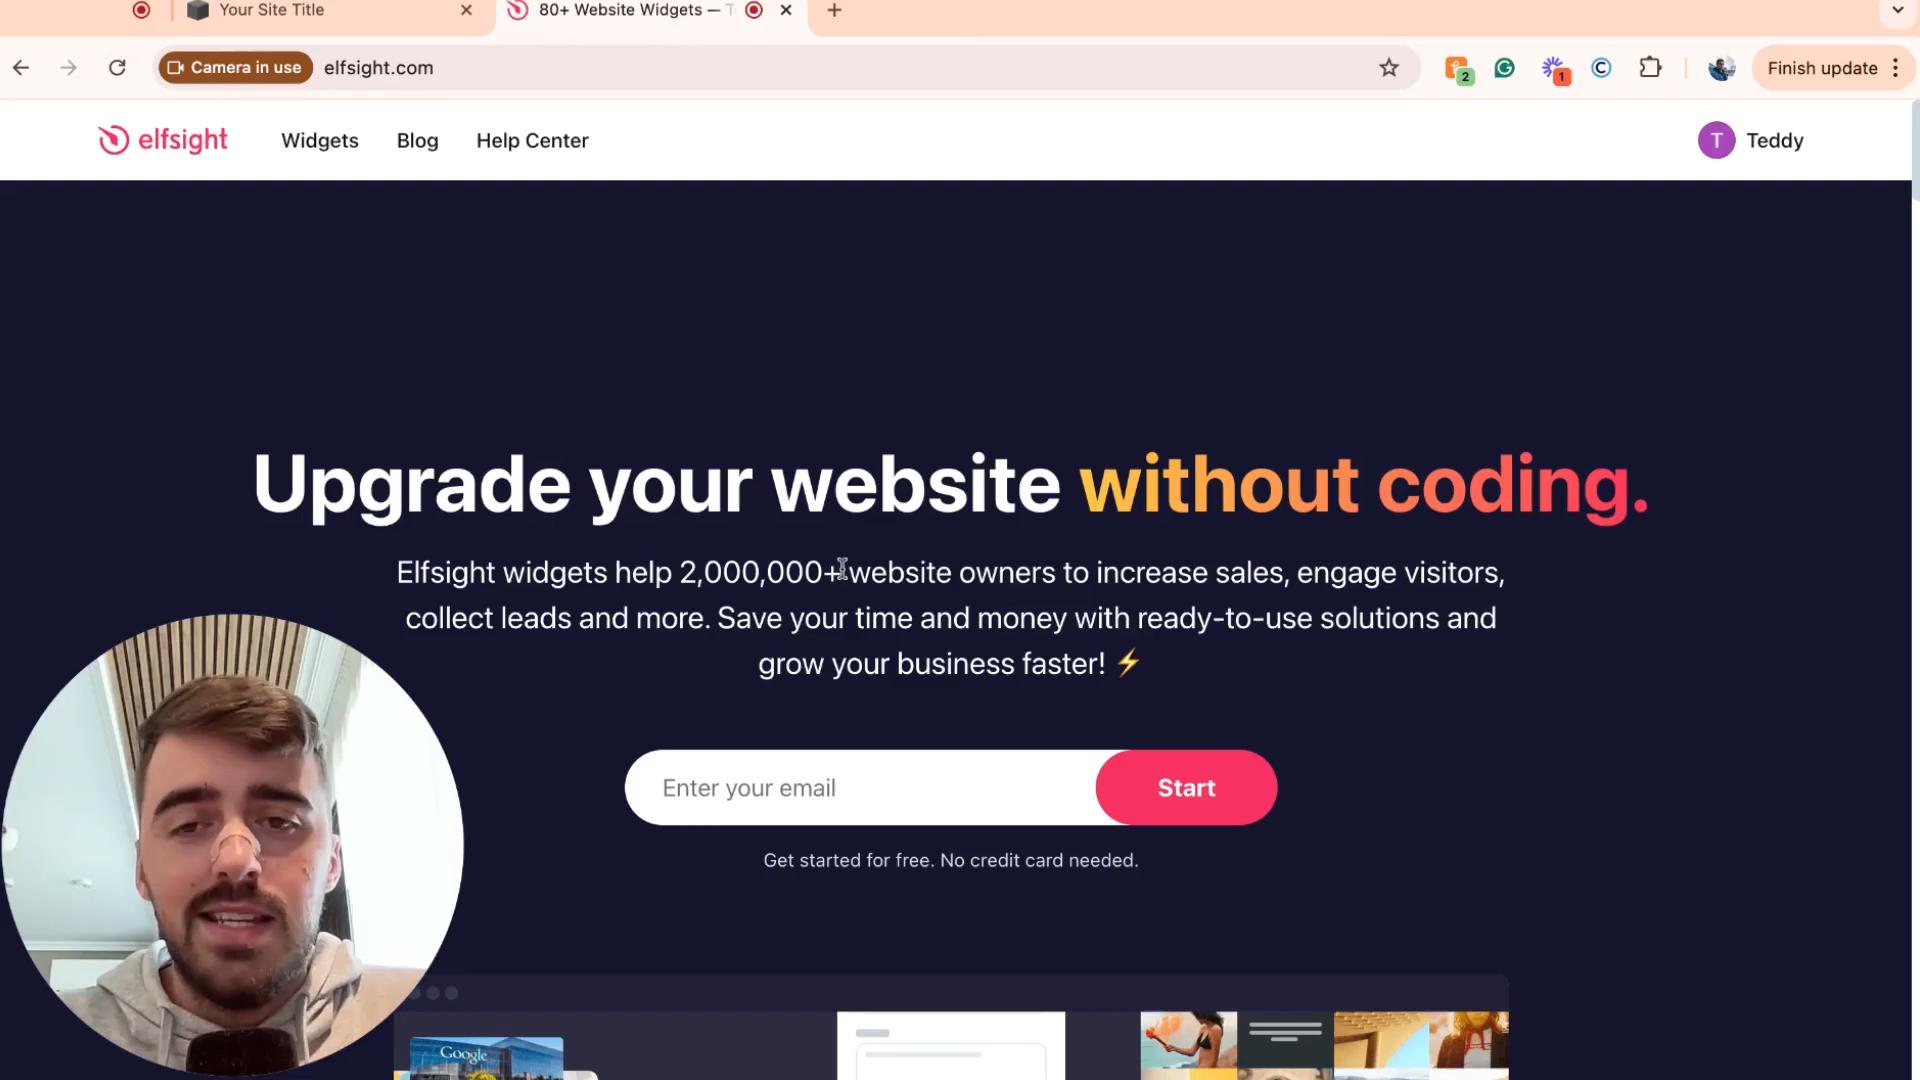 Your Site Title
80+ Website Widgets — T
Camera in use
elfsight.com
2
1
Finish update
elfsight
Widgets
Blog
Help Center
T
Teddy
Upgrade your website without coding.
Elfsight widgets help 2,000,000+ website owners to increase sales, engage visitors,
collect leads and more. Save your time and money with ready-to-use solutions and
grow your business faster! ⚡
Enter your email
Start
Get started for free. No credit card needed.
Google